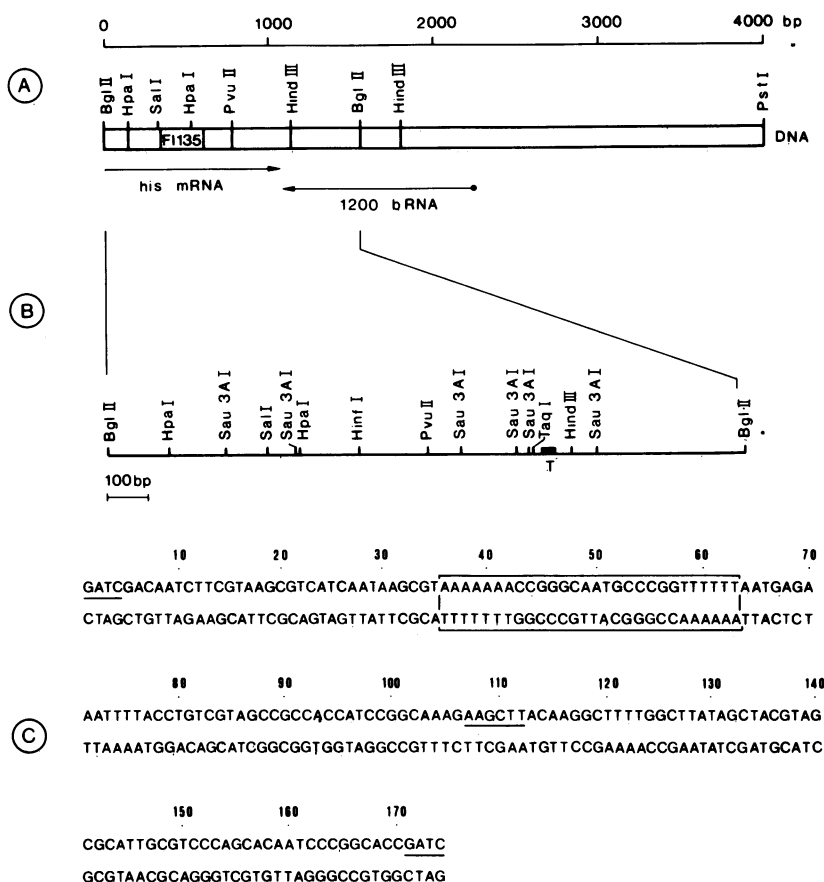 0 1000 2000 3000 4000 bp
A
Bgl II Hpa I Sal I Hpa I Pvu II Hind III Bgl II Hind III Pst I
FI135 DNA
his mRNA
1200 bRNA
B
Bgl II Hpa I Sau 3A I Sal I Sau 3A I Hpa I Hinf I Pvu II Sau 3A I Sau 3A I Sau 3A I Taq I Hind III Sau 3A I Bgl II
T
100bp
10 20 30 40 50 60 70
GATCGACAATCTTCGTAAGCGTCATCAATAAGCGTAAAAAAACCGGGCAATGCCCGGTTTTTTAATGAGA
CTAGCTGTTAGAAGCATTCGCAGTAGTTATTCGCATTTTTTTGGCCCGTTACGGGCCAAAAAATTACTCT
80 90 100 110 120 130 140
AATTTTACCTGTCGTAGCCGCCACCATCCGGCAAAGAAGCTTACAAGGCTTTTGGCTTATAGCTACGTAG
C
TTAAAATGGACAGCATCGGCGGTGGTAGGCCGTTTCTTCGAATGTTCCGAAAACCGAATATCGATGCATC
150 160 170
CGCATTGCGTCCCAGCACAATCCCGGCACCGATC
GCGTAACGCAGGGTCGTGTTAGGGCCGTGGCTAG